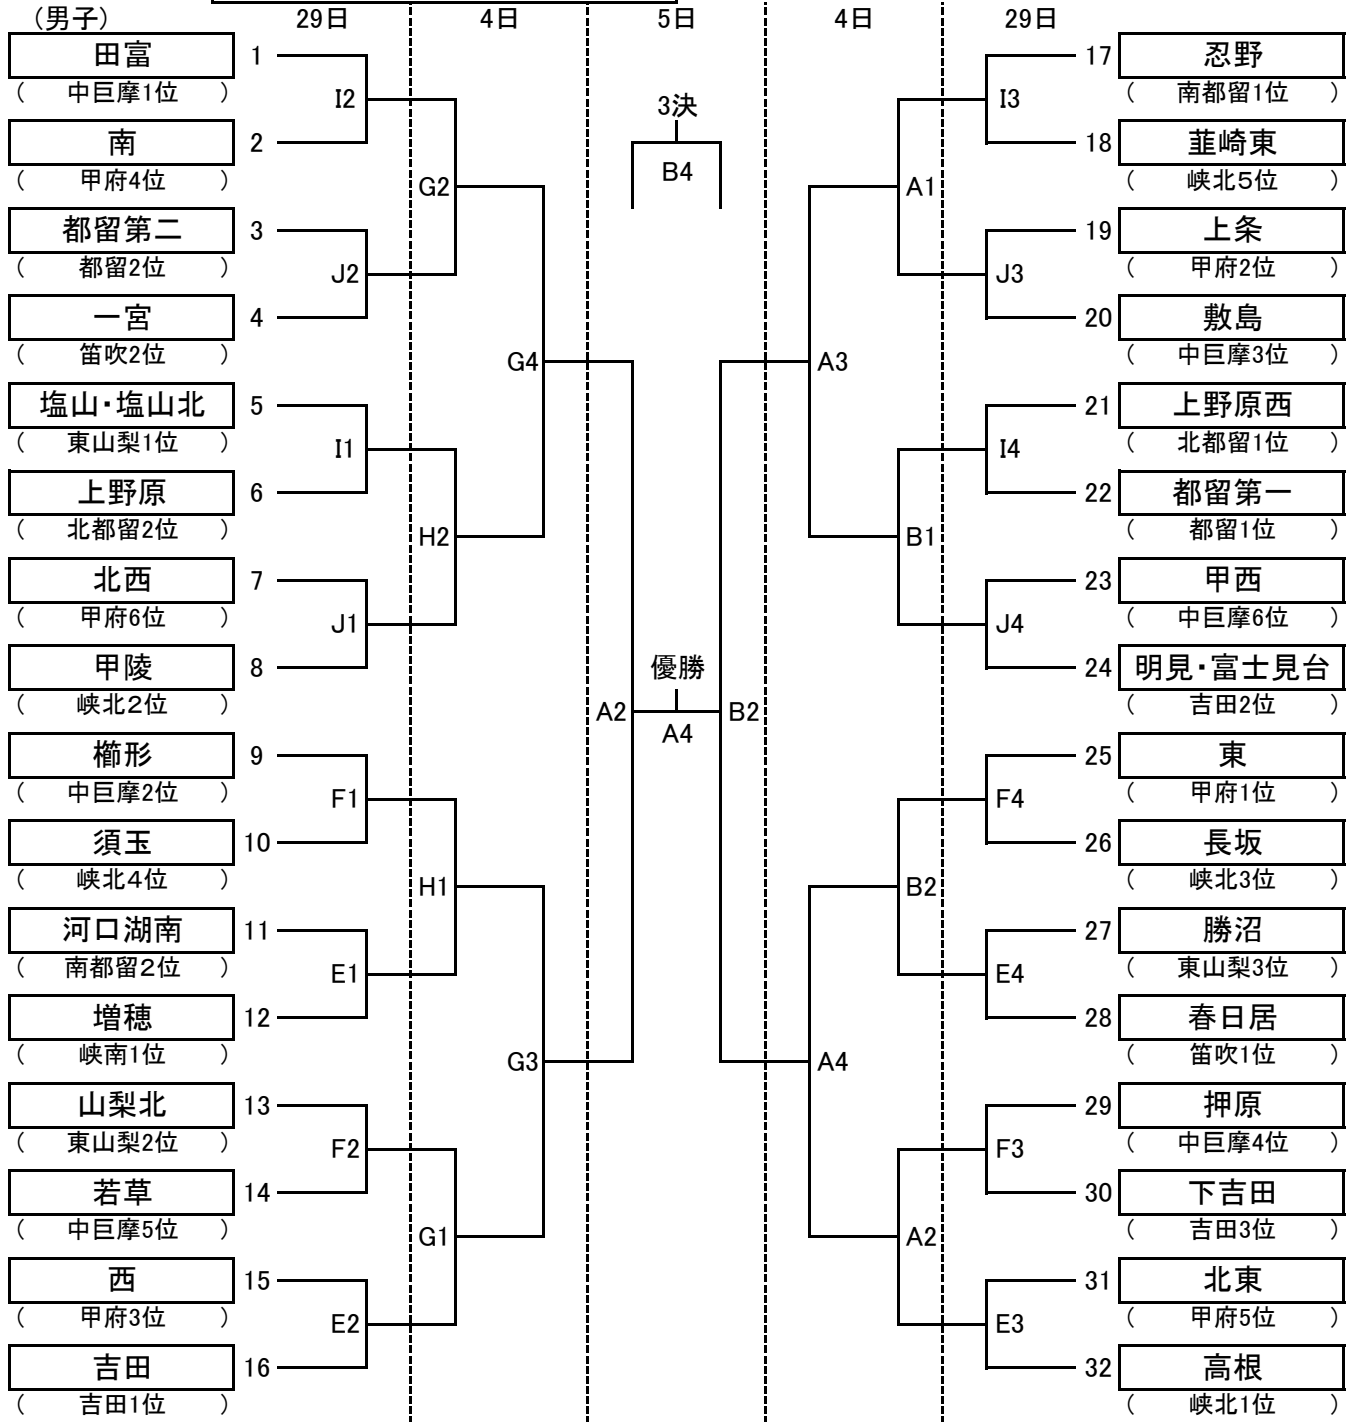 （男子）
29日
4日
5日
4日
29日
田富 1
（ 中巨摩1位 ）
I2
南 2
（ 甲府4位 ）
G2
都留第二 3
（ 都留2位 ）
J2
一宮 4
（ 笛吹2位 ）
G4
塩山・塩山北 5
（ 東山梨1位 ）
I1
上野原 6
（ 北都留2位 ）
H2
北西 7
（ 甲府6位 ）
J1
甲陵 8
（ 峡北２位 ）
A2
櫛形 9
（ 中巨摩2位 ）
F1
須玉 10
（ 峡北４位 ）
H1
河口湖南 11
（ 南都留２位 ）
E1
増穂 12
（ 峡南1位 ）
G3
山梨北 13
（ 東山梨2位 ）
F2
若草 14
（ 中巨摩5位 ）
G1
西 15
（ 甲府3位 ）
E2
吉田 16
（ 吉田1位 ）
3決
B4
優勝
A4
17 忍野
（ 南都留1位 ）
I3
18 韮崎東
（ 峡北５位 ）
A1
19 上条
（ 甲府2位 ）
J3
20 敷島
（ 中巨摩3位 ）
A3
21 上野原西
（ 北都留1位 ）
I4
22 都留第一
（ 都留1位 ）
B1
23 甲西
（ 中巨摩6位 ）
J4
24 明見・富士見台
（ 吉田2位 ）
B2
25 東
（ 甲府1位 ）
F4
26 長坂
（ 峡北3位 ）
B2
27 勝沼
（ 東山梨3位 ）
E4
28 春日居
（ 笛吹1位 ）
A4
29 押原
（ 中巨摩4位 ）
F3
30 下吉田
（ 吉田3位 ）
A2
31 北東
（ 甲府5位 ）
E3
32 高根
（ 峡北1位 ）